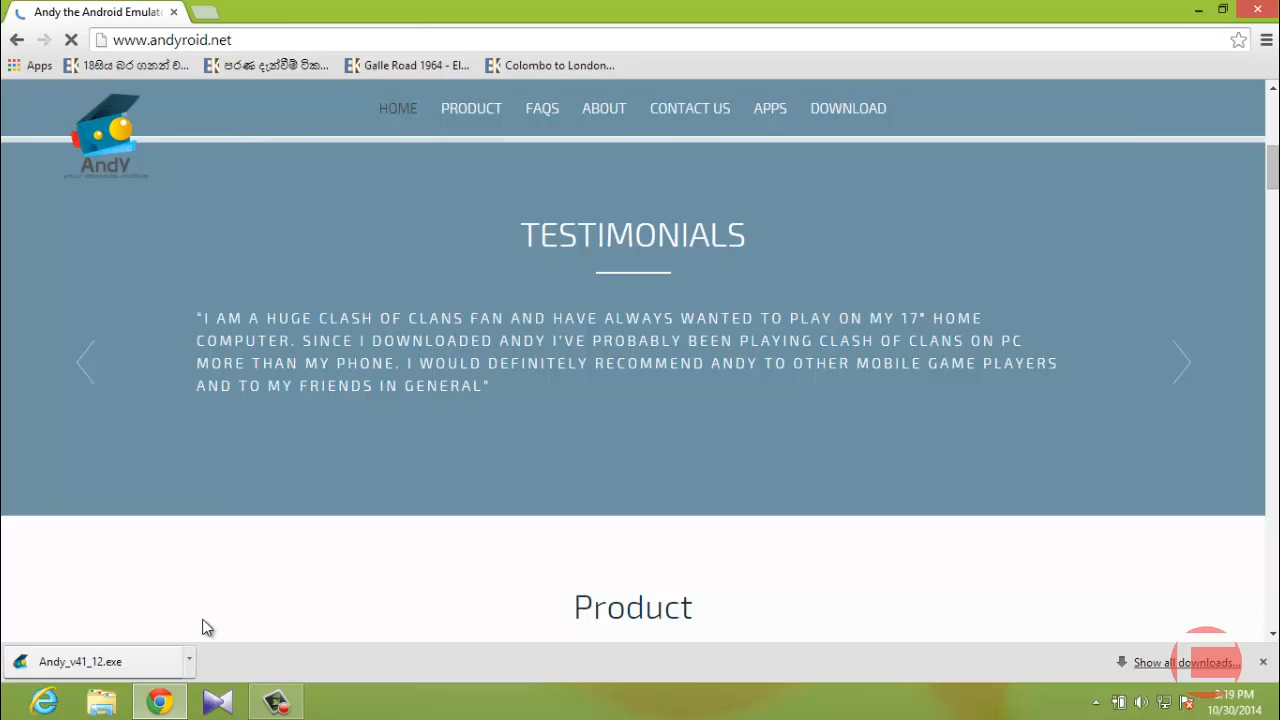 Andy the Android Emulato
www.andyroid.net
Apps
18සිය බර ගනන් ව...
පරණ දැන්වීම් ටික...
Galle Road 1964 - El...
Colombo to London...
AndY
HOME
PRODUCT
FAQS
ABOUT
CONTACT US
APPS
DOWNLOAD
TESTIMONIALS
"I AM A HUGE CLASH OF CLANS FAN AND HAVE ALWAYS WANTED TO PLAY ON MY 17" HOME
COMPUTER. SINCE I DOWNLOADED ANDY I'VE PROBABLY BEEN PLAYING CLASH OF CLANS ON PC
MORE THAN MY PHONE. I WOULD DEFINITELY RECOMMEND ANDY TO OTHER MOBILE GAME PLAYERS
AND TO MY FRIENDS IN GENERAL"
Product
Andy_v41_12.exe
Show all downloads...
3:19 PM
10/30/2014